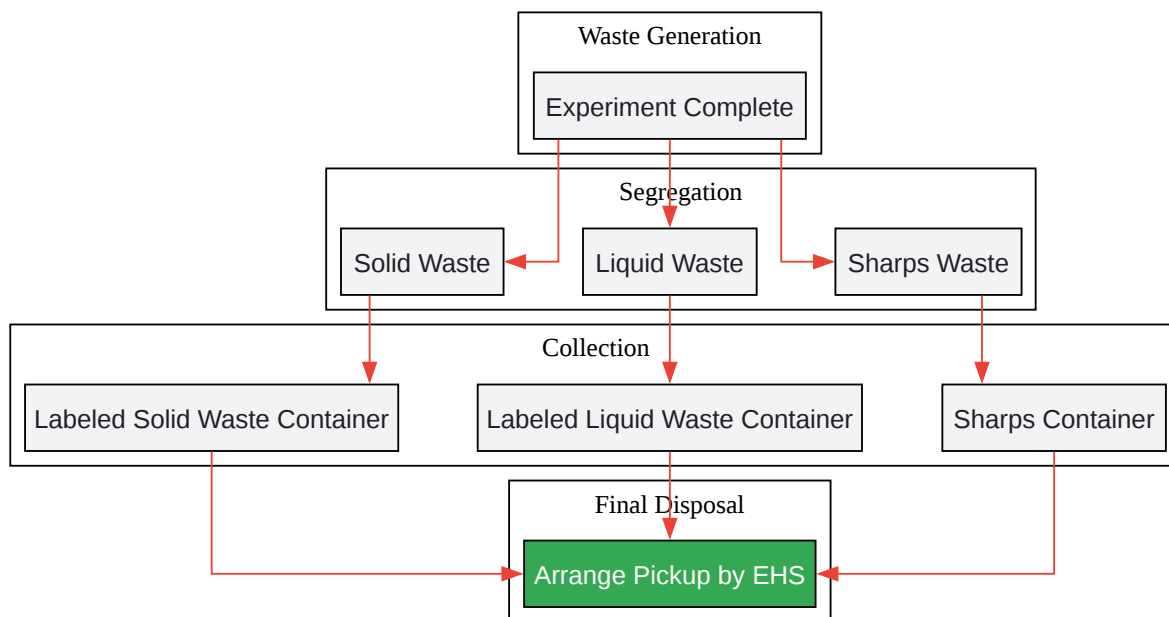 Waste Generation
Experiment Complete
Segregation
Solid Waste
Liquid Waste
Sharps Waste
Collection
Labeled Solid Waste Container
Labeled Liquid Waste Container
Sharps Container
Final Disposal
Arrange Pickup by EHS